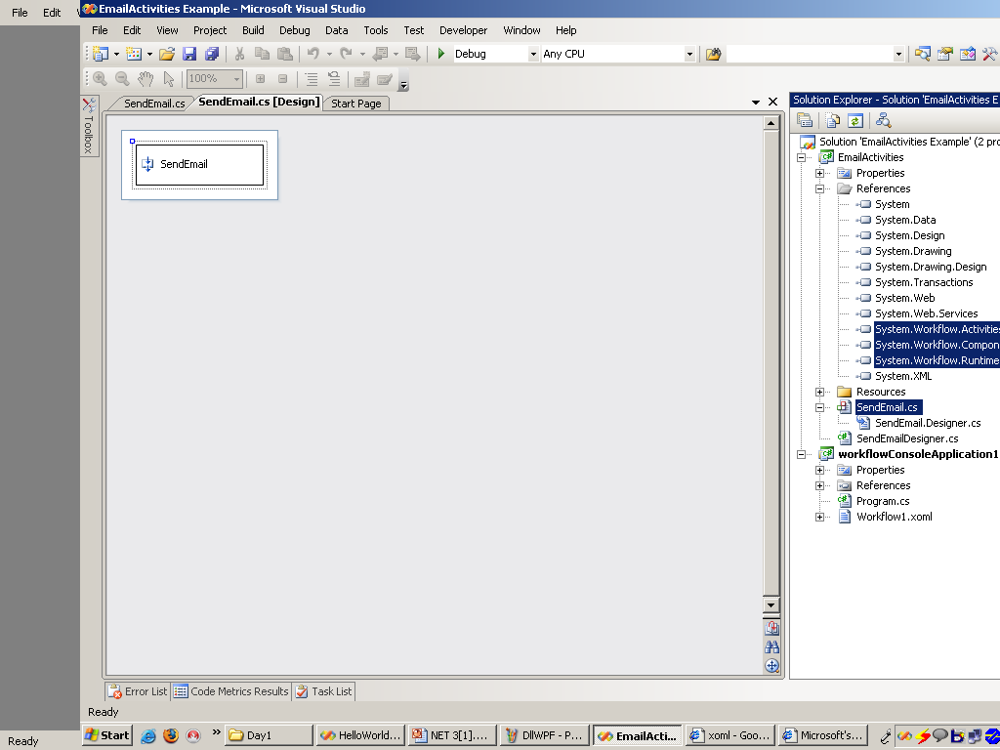 File Edit
EmailActivities Example - Microsoft Visual Studio
File Edit View Project Build Debug Data Tools Test Developer Window Help
Debug Any CPU
100%
Toolbox
SendEmail.cs SendEmail.cs [Design] Start Page
SendEmail
Solution Explorer - Solution 'EmailActivities E
Solution 'EmailActivities Example' (2 pro
EmailActivities
Properties
References
System
System.Data
System.Design
System.Drawing
System.Drawing.Design
System.Transactions
System.Web
System.Web.Services
System.Workflow.Activities
System.Workflow.Compon
System.Workflow.Runtime
System.XML
Resources
SendEmail.cs
SendEmail.Designer.cs
SendEmailDesigner.cs
workflowConsoleApplication1
Properties
References
Program.cs
Workflow1.xoml
Error List Code Metrics Results Task List
Ready
Ready
Start » Day1 HelloWorld... NET 3[1].... DllWPF - P... EmailActi... xoml - Goo... Microsoft's...